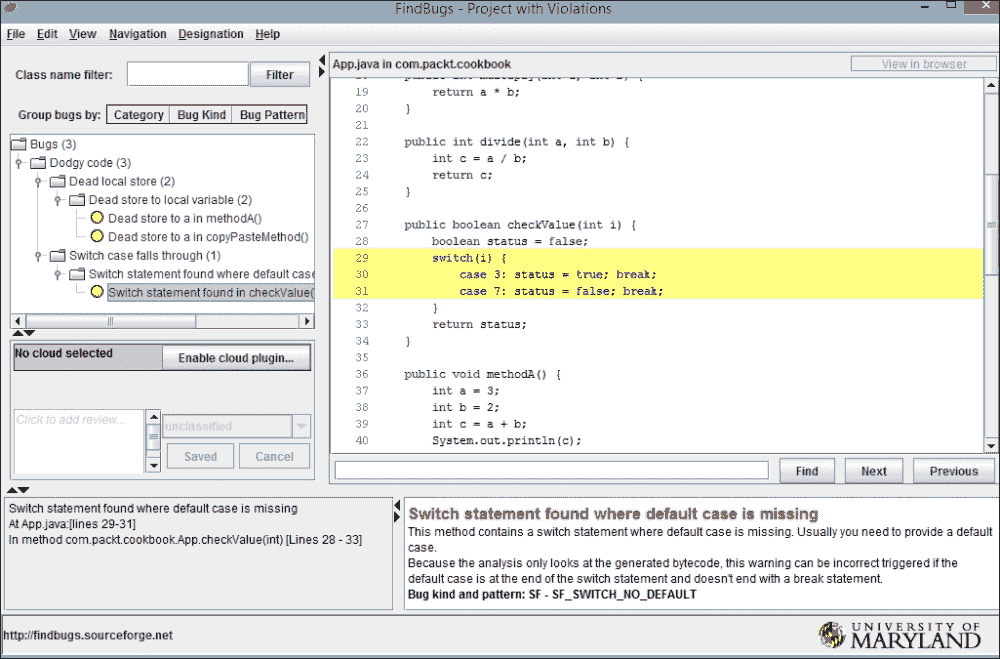 FindBugs - Project with Violations
File Edit View Navigation Designation Help
Class name filter:
Filter
Group bugs by: Category Bug Kind Bug Pattern
Bugs (3)
Dodgy code (3)
Dead local store (2)
Dead store to local variable (2)
Dead store to a in methodA()
Dead store to a in copyPasteMethod()
Switch case falls through (1)
Switch statement found where default case
Switch statement found in checkValue(
No cloud selected
Enable cloud plugin...
Click to add review...
unclassified
Saved Cancel
App.java in com.packt.cookbook
View in browser
19 return a * b;
20 }
21
22 public int divide(int a, int b) {
23 int c = a / b;
24 return c;
25 }
26
27 public boolean checkValue(int i) {
28 boolean status = false;
29 switch(i) {
30 case 3: status = true; break;
31 case 7: status = false; break;
32 }
33 return status;
34 }
35
36 public void methodA() {
37 int a = 3;
38 int b = 2;
39 int c = a + b;
40 System.out.println(c);
Find Next Previous
Switch statement found where default case is missing
At App.java:[lines 29-31]
In method com.packt.cookbook.App.checkValue(int) [Lines 28 - 33]
Switch statement found where default case is missing
This method contains a switch statement where default case is missing. Usually you need to provide a default
case.
Because the analysis only looks at the generated bytecode, this warning can be incorrect triggered if the
default case is at the end of the switch statement and doesn't end with a break statement.
Bug kind and pattern: SF - SF_SWITCH_NO_DEFAULT
http://findbugs.sourceforge.net
UNIVERSITY OF
MARYLAND